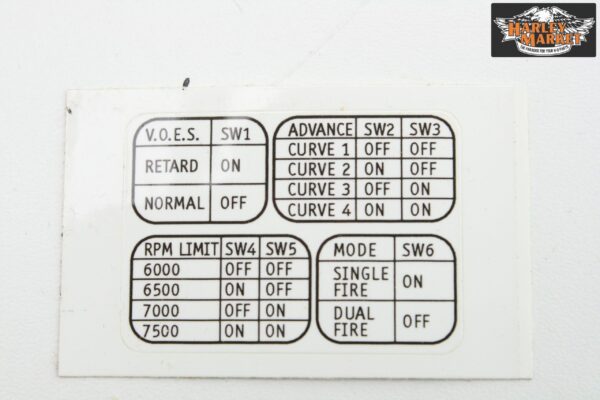 HARLEY
MARKET
V.O.E.S. SW1
RETARD ON
NORMAL OFF
ADVANCE SW2 SW3
CURVE 1 OFF OFF
CURVE 2 ON OFF
CURVE 3 OFF ON
CURVE 4 ON ON
RPM LIMIT SW4 SW5
6000 OFF OFF
6500 ON OFF
7000 OFF ON
7500 ON ON
MODE SW6
SINGLE
FIRE ON
DUAL
FIRE OFF